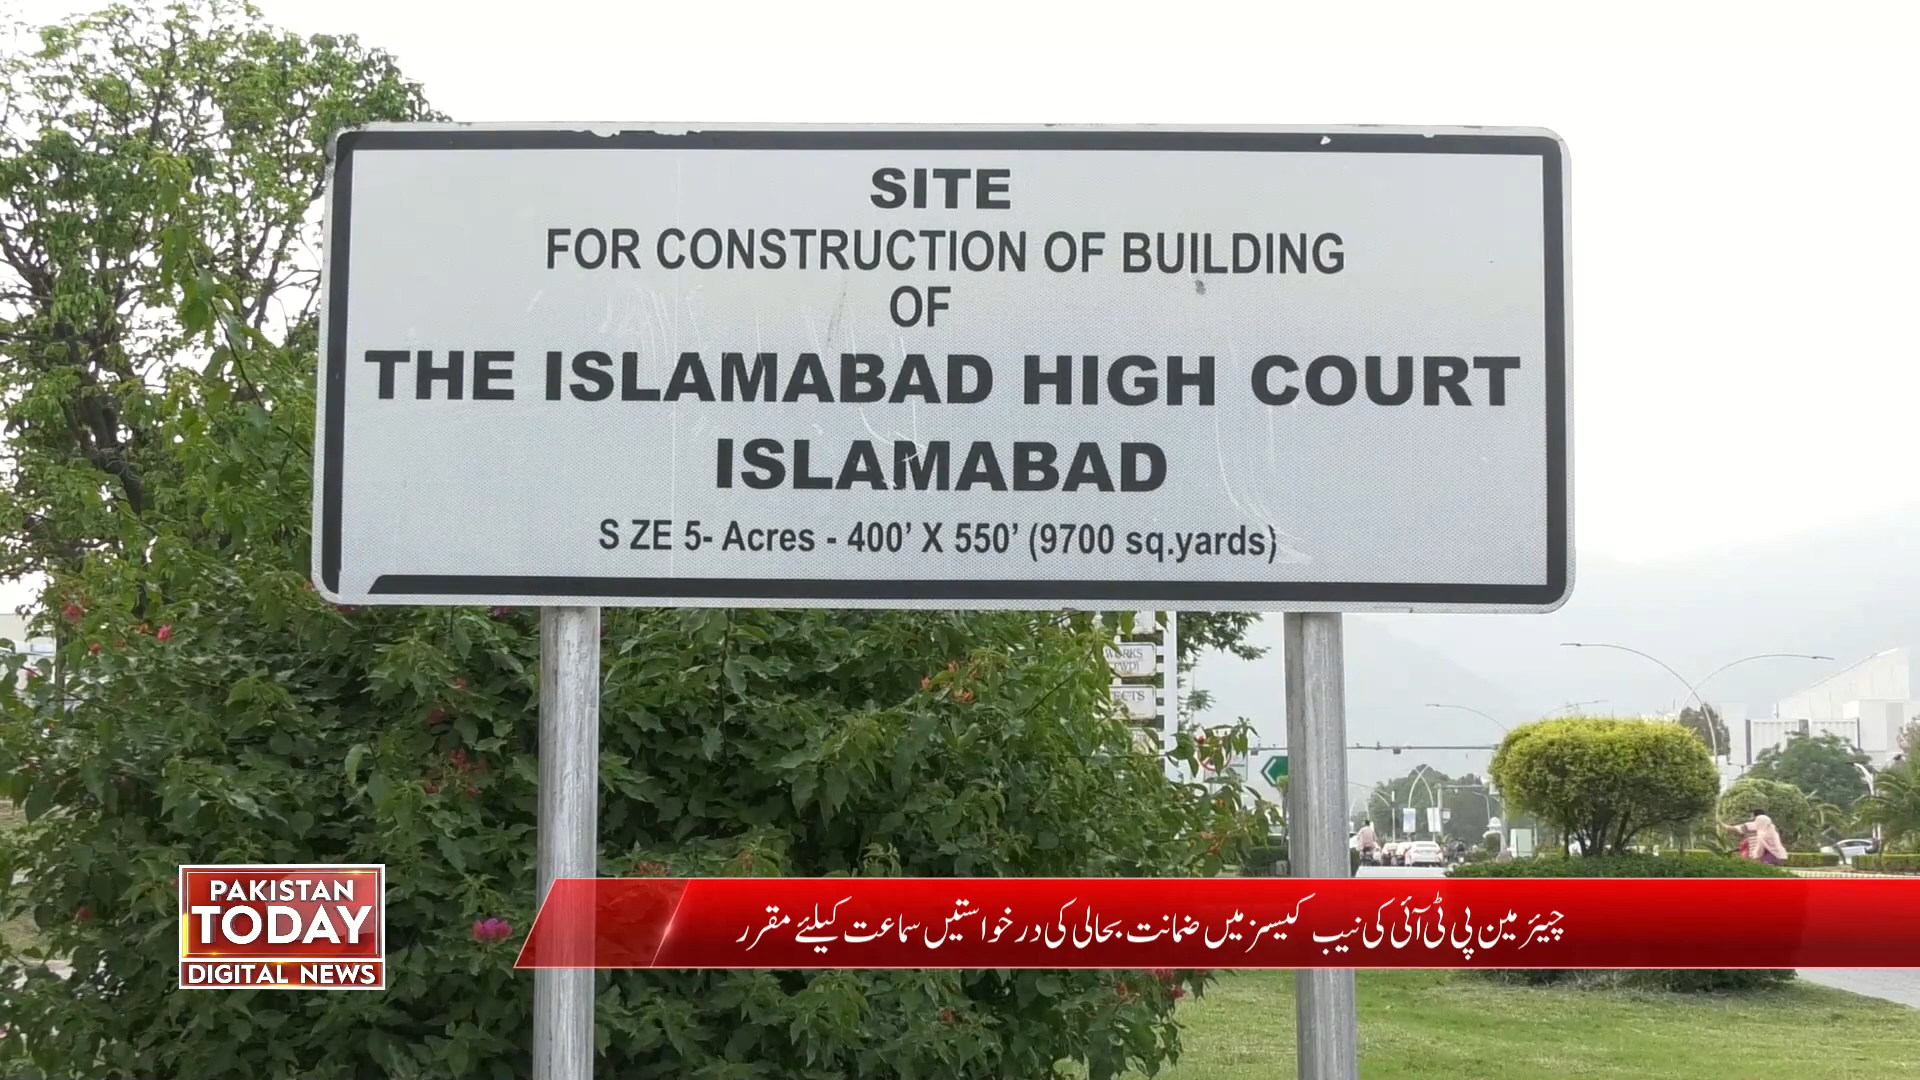 SITE
FOR CONSTRUCTION OF BUILDING
OF
THE ISLAMABAD HIGH COURT
ISLAMABAD
S ZE 5- Acres - 400’ X 550’ (9700 sq.yards)
WORKS
PAKISTAN
TODAY
DIGITAL NEWS
چیئرمین پی ٹی آئی کی نیب کیسز میں ضمانت بحالی کی درخواستیں سماعت کیلئے مقرر